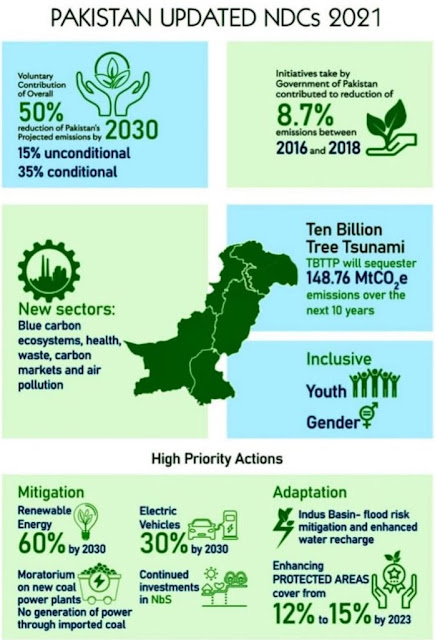 PAKISTAN UPDATED NDCs 2021
Voluntary
Contribution
of Overall
50%
reduction of Pakistan's
Projected emissions by
2030
15% unconditional
35% conditional
Initiatives take by
Government of Pakistan
contributed to reduction of
8.7%
emissions between
2016 and 2018
New sectors:
Blue carbon
ecosystems, health,
waste, carbon
markets and air
pollution
Ten Billion
Tree Tsunami
TBTTP will sequester
148.76 MtCO2e
emissions over the
next 10 years
Inclusive
Youth
Gender
High Priority Actions
Mitigation
Renewable
Energy
60% by 2030
Electric
Vehicles
30% by 2030
Moratorium
on new coal
power plants
No generation of power
through imported coal
Continued
investments
in NbS
Adaptation
Indus Basin- flood risk
mitigation and enhanced
water recharge
Enhancing
PROTECTED AREAS
cover from
12% to 15% by 2023